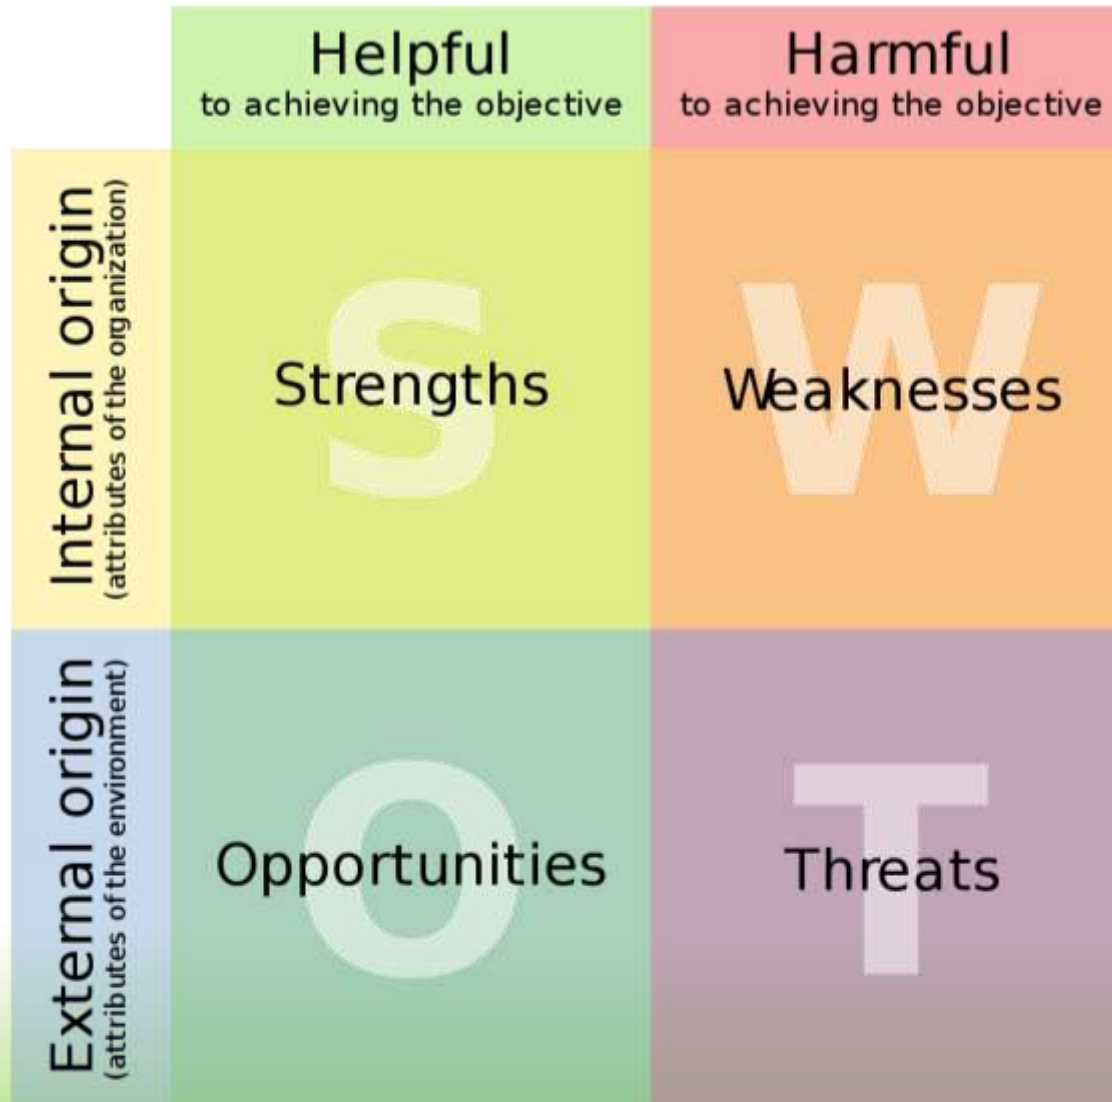 Helpful
to achieving the objective
Harmful
to achieving the objective
Internal origin
(attributes of the organization)
S
Strengths
W
Weaknesses
External origin
(attributes of the environment)
O
Opportunities
T
Threats